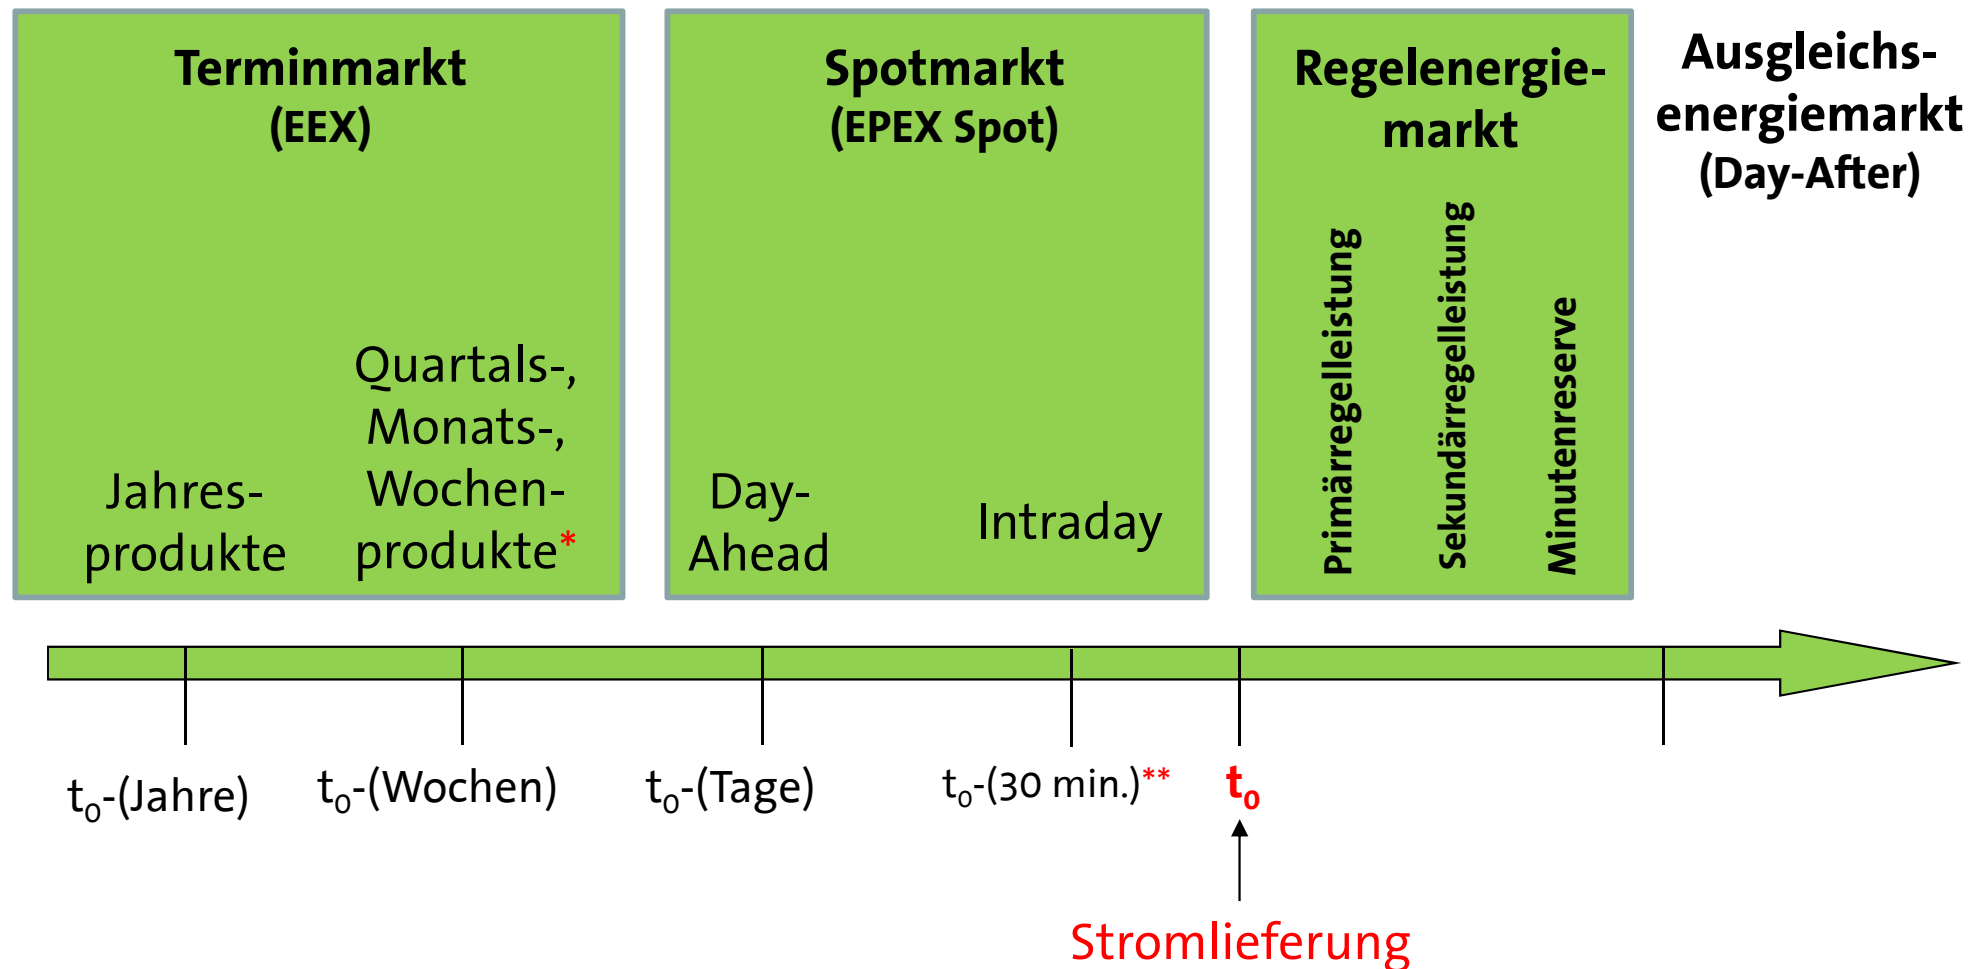 Terminmarkt
(EEX)
Jahres-
produkte
Quartals-,
Monats-,
Wochen-
produkte*
Spotmarkt
(EPEX Spot)
Day-
Ahead
Intraday
Regelenergie-
markt
Primärregelleistung
Sekundärregelleistung
Minutenreserve
Ausgleichs-
energiemarkt
(Day-After)
t₀-(Jahre)
t₀-(Wochen)
t₀-(Tage)
t₀-(30 min.)**
t₀
Stromlieferung